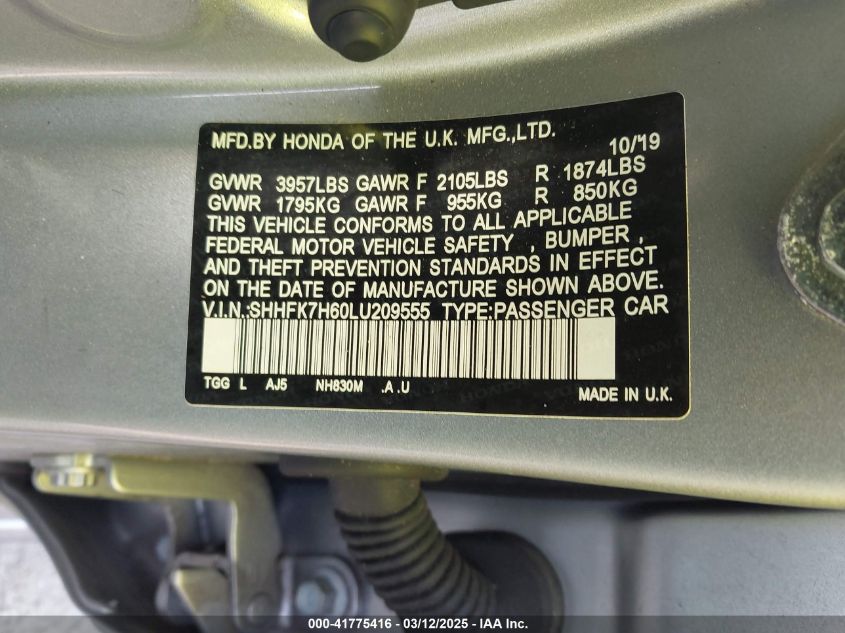 MFD.BY HONDA OF THE U.K. MFG.,LTD. 10/19
GVWR 3957LBS GAWR F 2105LBS R 1874LBS
GVWR 1795KG GAWR F 955KG R 850KG
THIS VEHICLE CONFORMS TO ALL APPLICABLE
FEDERAL MOTOR VEHICLE SAFETY , BUMPER ,
AND THEFT PREVENTION STANDARDS IN EFFECT
ON THE DATE OF MANUFACTURE SHOWN ABOVE.
V.I.N.:SHHFK7H60LU209555 TYPE:PASSENGER CAR
TGG L AJ5 NH830M .A .U
MADE IN U.K.
000-41775416 - 03/12/2025 - IAA Inc.